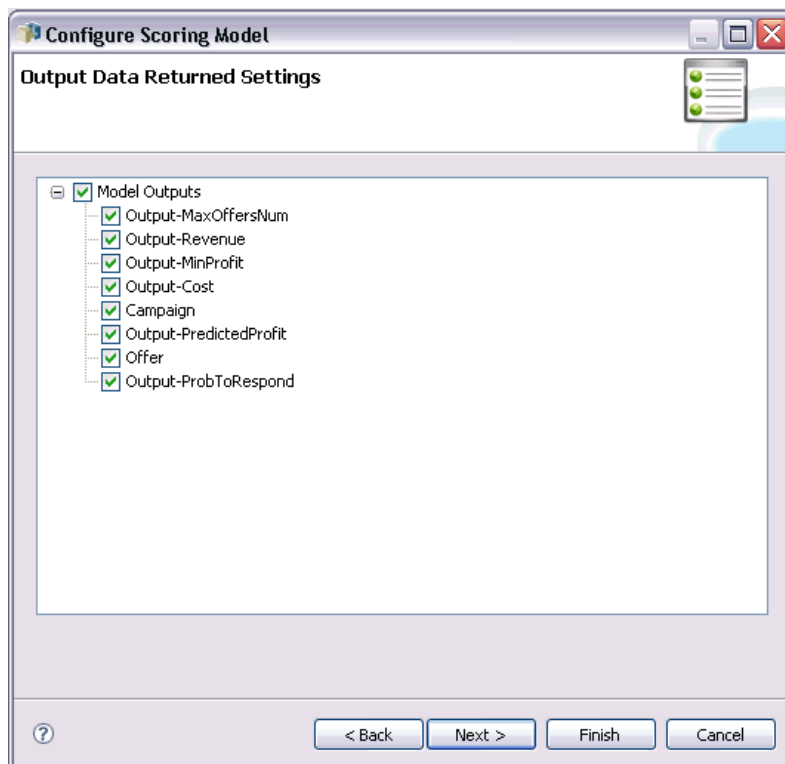 Configure Scoring Model
Output Data Returned Settings
Model Outputs
Output-MaxOffersNum
Output-Revenue
Output-MinProfit
Output-Cost
Campaign
Output-PredictedProfit
Offer
Output-ProbToRespond
?
< Back
Next >
Finish
Cancel